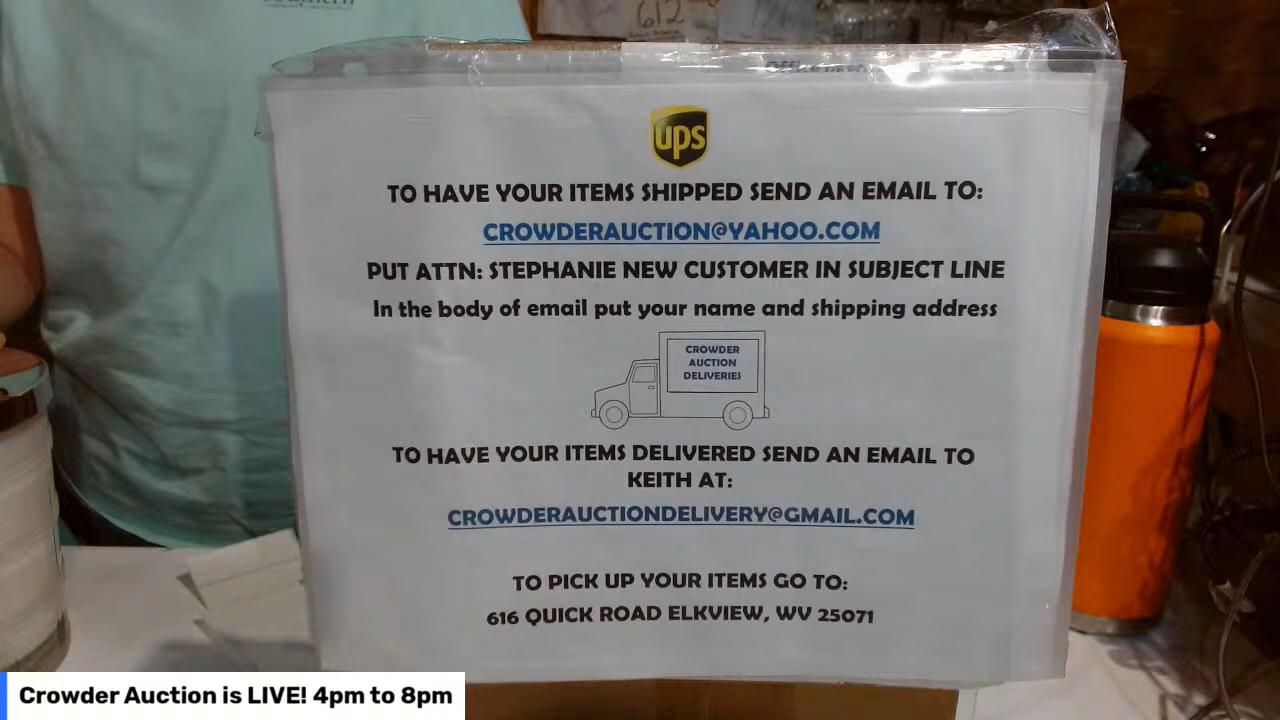 612
ups
TO HAVE YOUR ITEMS SHIPPED SEND AN EMAIL TO:
CROWDERAUCTION@YAHOO.COM
PUT ATTN: STEPHANIE NEW CUSTOMER IN SUBJECT LINE
In the body of email put your name and shipping address
CROWDER
AUCTION
DELIVERIES
TO HAVE YOUR ITEMS DELIVERED SEND AN EMAIL TO
KEITH AT:
CROWDERAUCTIONDELIVERY@GMAIL.COM
TO PICK UP YOUR ITEMS GO TO:
616 QUICK ROAD ELKVIEW, WV 25071
Crowder Auction is LIVE! 4pm to 8pm